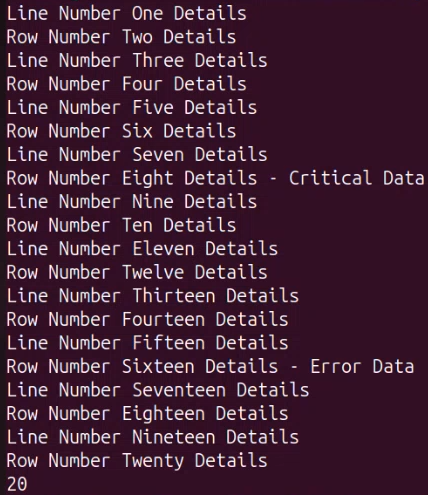 Line Number One Details
Row Number Two Details
Line Number Three Details
Row Number Four Details
Line Number Five Details
Row Number Six Details
Line Number Seven Details
Row Number Eight Details - Critical Data
Line Number Nine Details
Row Number Ten Details
Line Number Eleven Details
Row Number Twelve Details
Line Number Thirteen Details
Row Number Fourteen Details
Line Number Fifteen Details
Row Number Sixteen Details - Error Data
Line Number Seventeen Details
Row Number Eighteen Details
Line Number Nineteen Details
Row Number Twenty Details
20